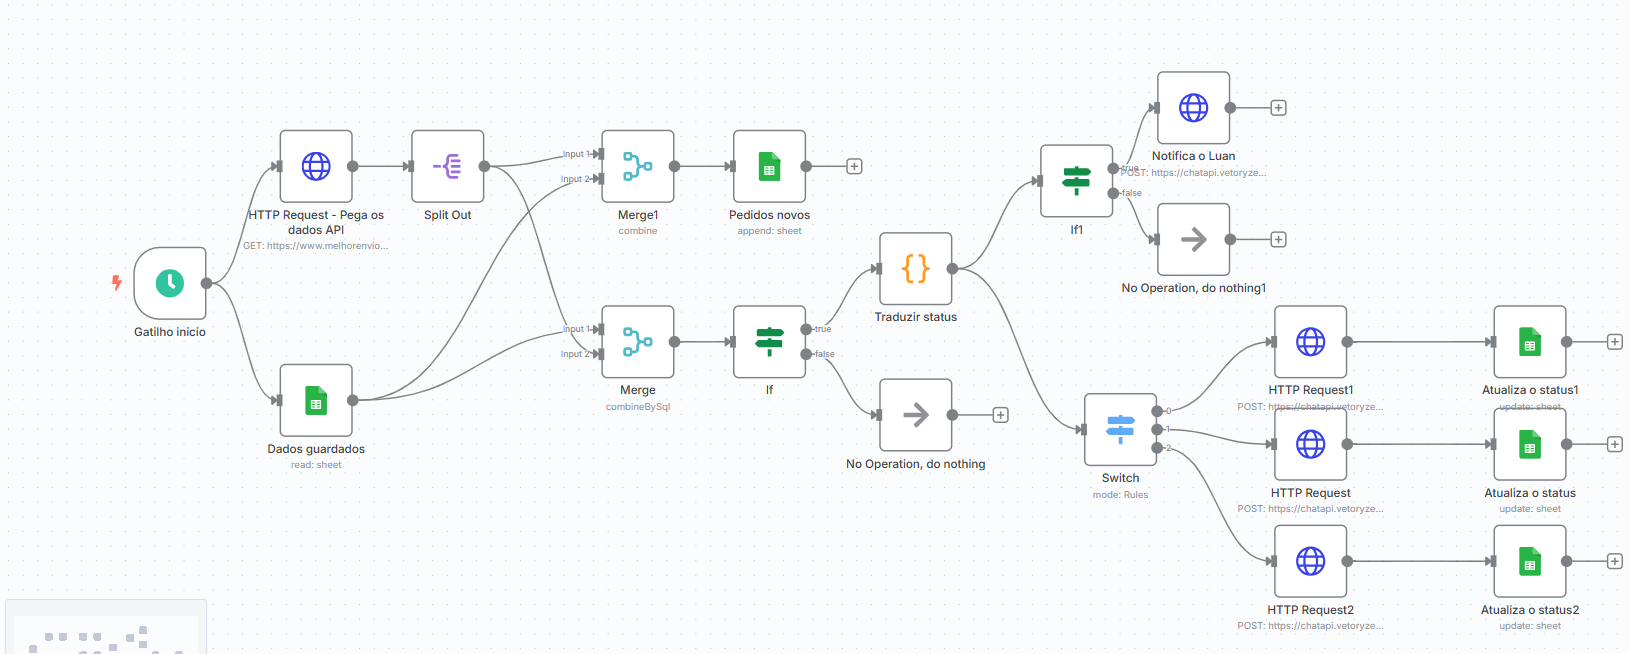 Notifica o Luan
POST: https://chatapi.vetoryze...
true
false
If1
No Operation, do nothing1
HTTP Request - Pega os
dados API
GET: https://www.melhorenvio...
Split Out
Input 1
Input 2
Merge1
combine
Pedidos novos
append: sheet
Gatilho inicio
Dados guardados
read: sheet
Input 1
Input 2
Merge
combineBySql
If
true
false
Traduzir status
No Operation, do nothing
Switch
mode: Rules
0
1
2
HTTP Request1
POST: https://chatapi.vetoryze...
Atualiza o status1
update: sheet
HTTP Request
POST: https://chatapi.vetoryze...
Atualiza o status
update: sheet
HTTP Request2
POST: https://chatapi.vetoryze...
Atualiza o status2
update: sheet